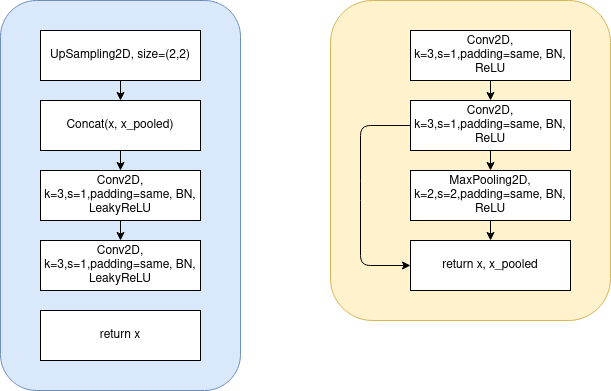 UpSampling2D, size=(2,2)
Concat(x, x_pooled)
Conv2D,
k=3,s=1,padding=same, BN,
LeakyReLU
Conv2D,
k=3,s=1,padding=same, BN,
LeakyReLU
return x
Conv2D,
k=3,s=1,padding=same, BN,
ReLU
Conv2D,
k=3,s=1,padding=same, BN,
ReLU
MaxPooling2D,
k=2,s=2,padding=same, BN,
ReLU
return x, x_pooled